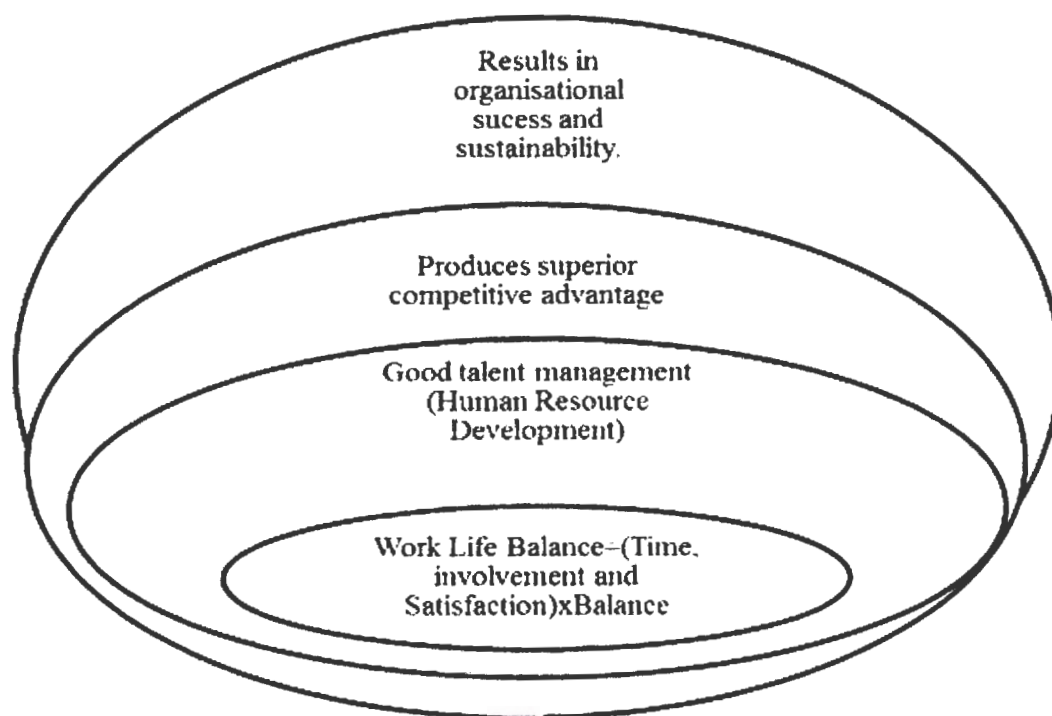 Results in
organisational
sucess and
sustainability.
Produces superior
competitive advantage
Good talent management
(Human Resource
Development)
Work Life Balance=(Time,
involvement and
Satisfaction)xBalance